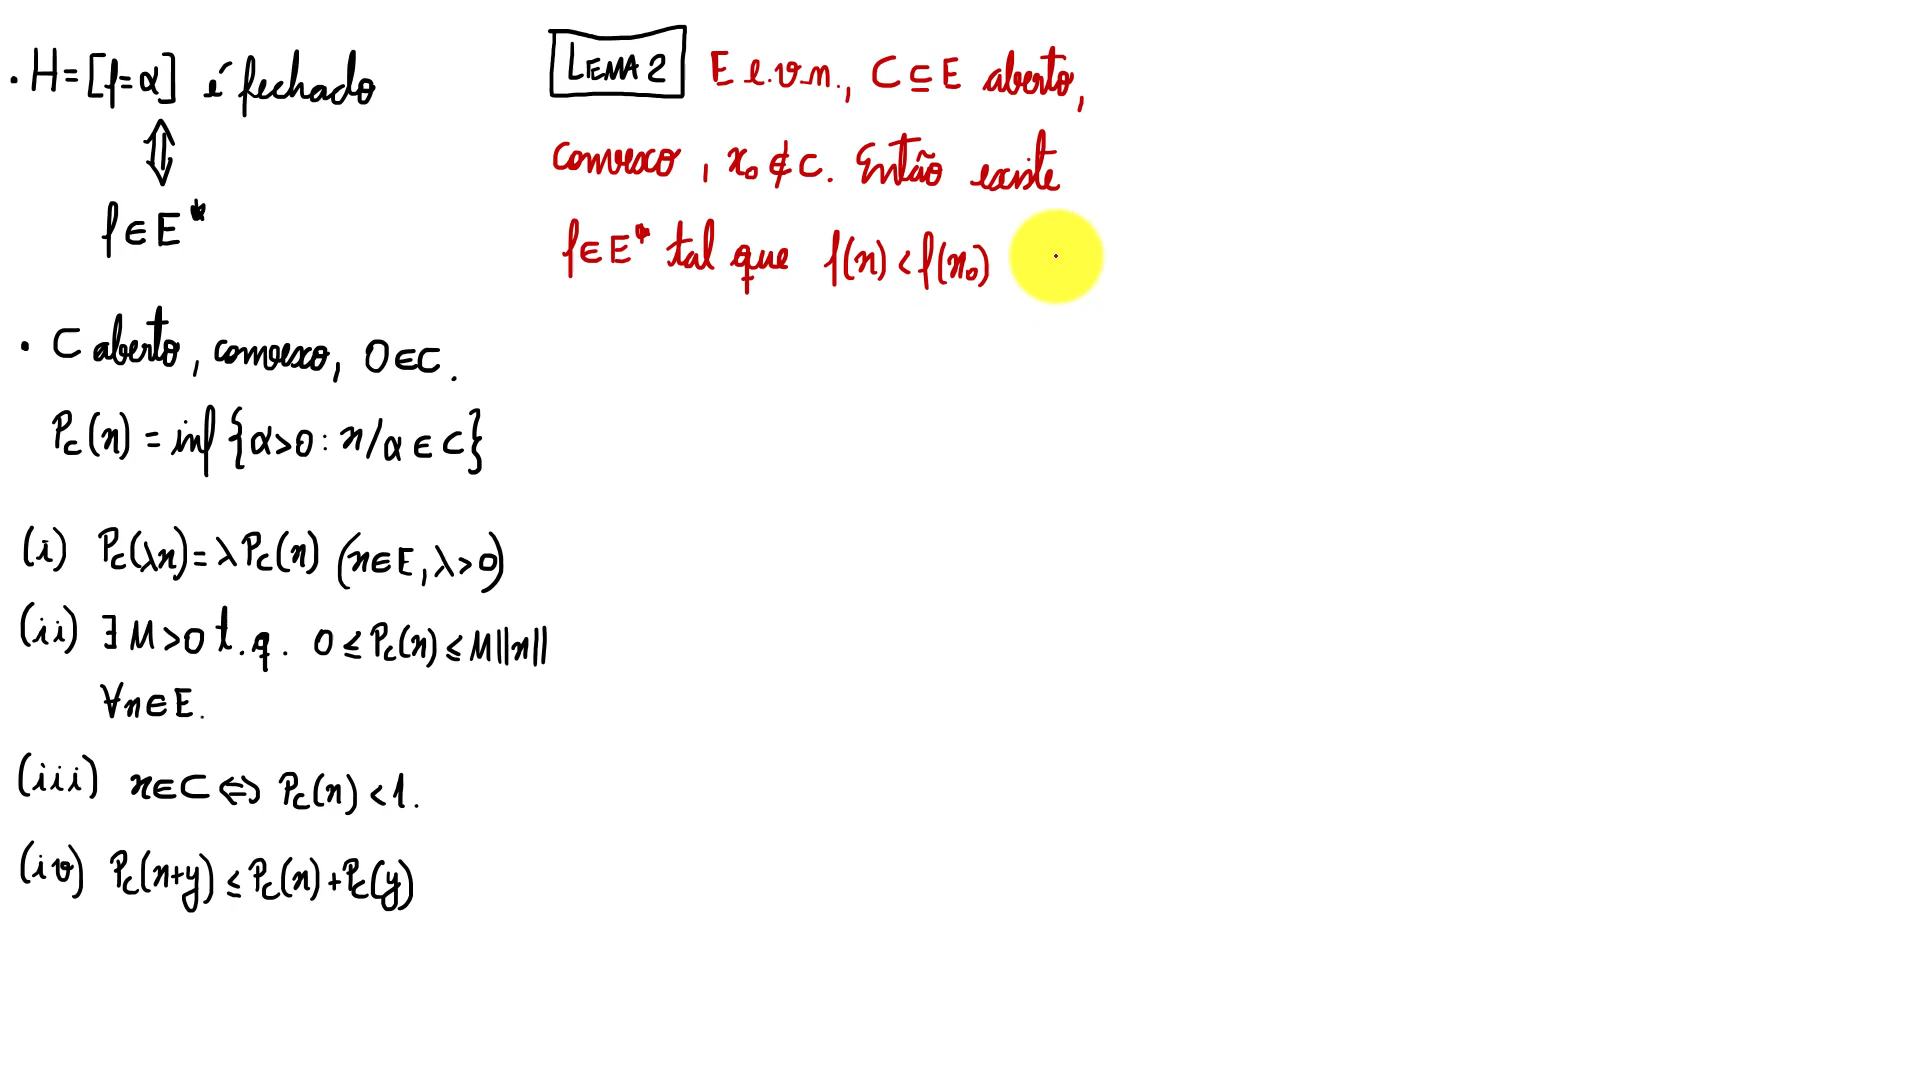 • H = [f = α] é fechado
⇕
f ∈ E*
• C aberto, convexo, 0 ∈ C.
P_C(x) = inf {α > 0 : x/α ∈ C}
(i) P_C(λx) = λ P_C(x) (x ∈ E, λ > 0)
(ii) ∃ M > 0 t.q. 0 ≤ P_C(x) ≤ M‖x‖
∀x ∈ E.
(iii) x ∈ C ⇔ P_C(x) < 1.
(iv) P_C(x+y) ≤ P_C(x) + P_C(y)
LEMA 2 E e.v.n., C ⊆ E aberto,
convexo, x₀ ∉ C. Então existe
f ∈ E* tal que f(x) < f(x₀)